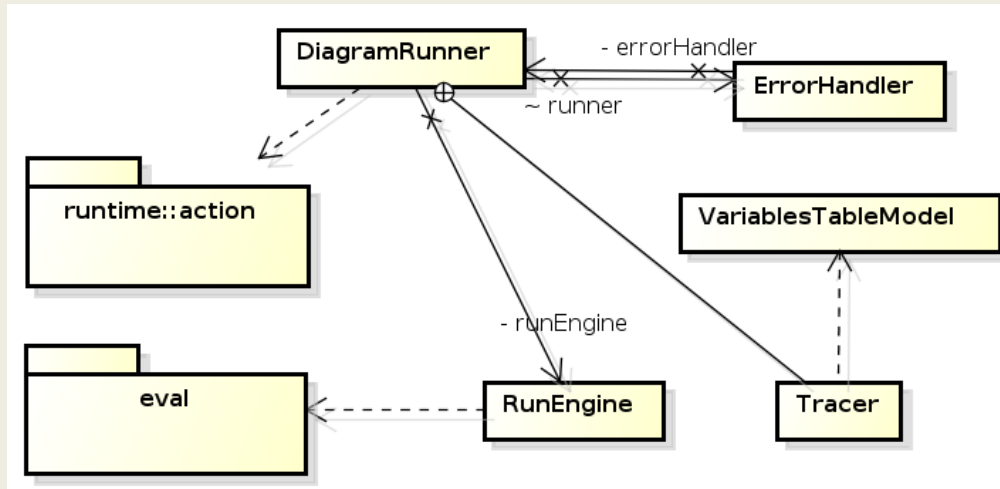 DiagramRunner
- errorHandler
ErrorHandler
~ runner
runtime::action
VariablesTableModel
- runEngine
eval
RunEngine
Tracer